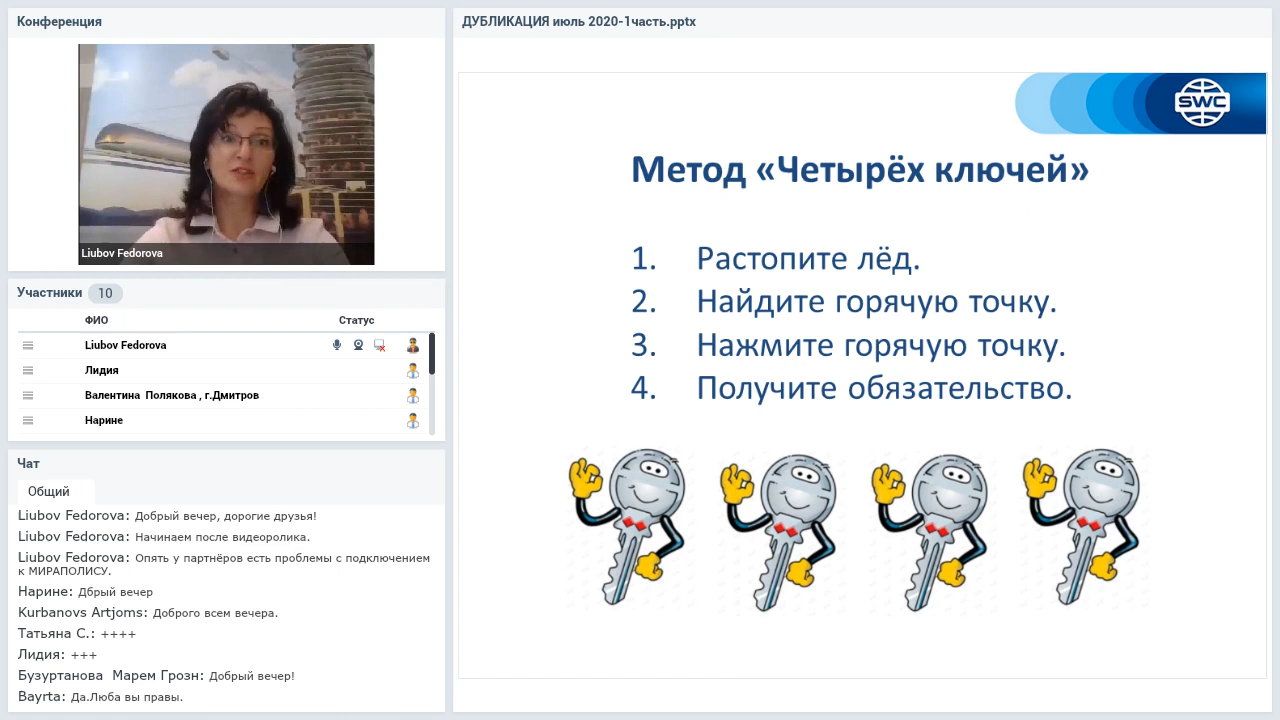 Конференция
Liubov Fedorova
Участники 10
ФИО Статус
Liubov Fedorova
Лидия
Валентина Полякова , г.Дмитров
Нарине
Чат
Общий
Liubov Fedorova: Добрый вечер, дорогие друзья!
Liubov Fedorova: Начинаем после видеоролика.
Liubov Fedorova: Опять у партнёров есть проблемы с подключением
к МИРАПОЛИСУ.
Нарине: Дбрый вечер
Kurbanovs Artjoms: Доброго всем вечера.
Татьяна С.: ++++
Лидия: +++
Бузуртанова Марем Грозн: Добрый вечер!
Bayrta: Да.Люба вы правы.
ДУБЛИКАЦИЯ июль 2020-1часть.pptx
SWC
Метод «Четырёх ключей»
1. Растопите лёд.
2. Найдите горячую точку.
3. Нажмите горячую точку.
4. Получите обязательство.